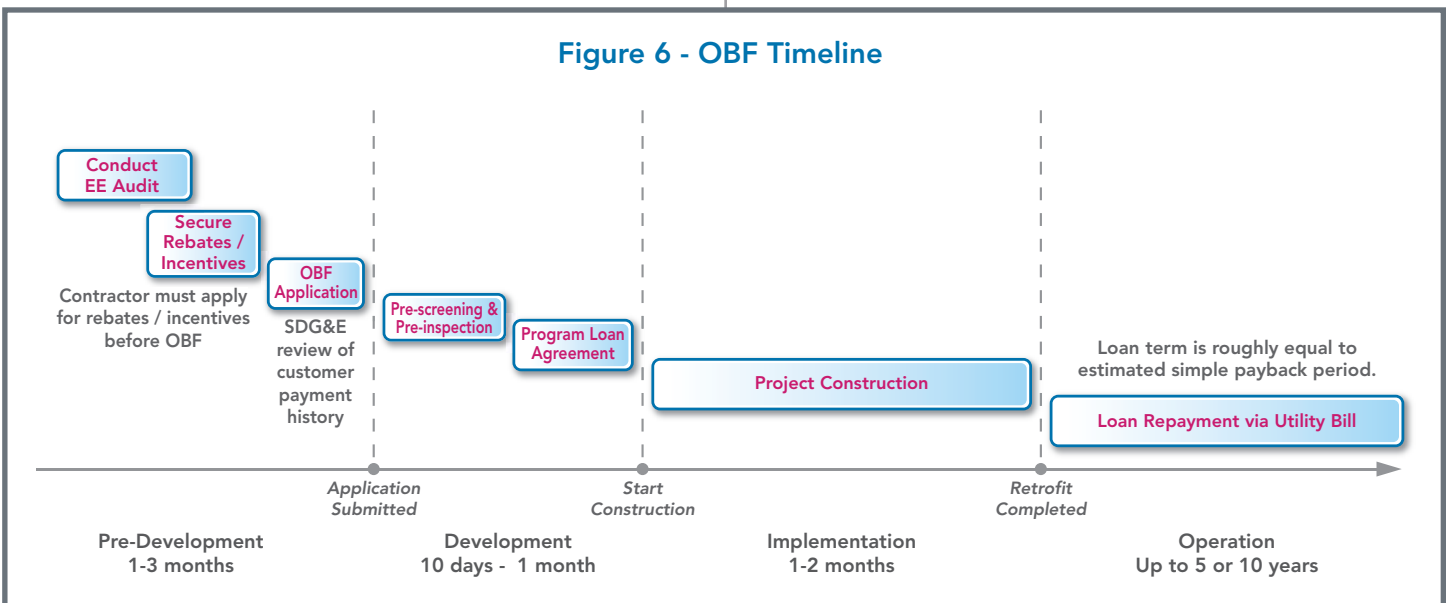 Figure 6 - OBF Timeline
Conduct
EE Audit
Secure
Rebates /
Incentives
Contractor must apply
for rebates / incentives
before OBF
OBF
Application
SDG&E
review of
customer
payment
history
Pre-screening &
Pre-inspection
Program Loan
Agreement
Project Construction
Loan term is roughly equal to
estimated simple payback period.
Loan Repayment via Utility Bill
Application
Submitted
Start
Construction
Retrofit
Completed
Pre-Development
1-3 months
Development
10 days - 1 month
Implementation
1-2 months
Operation
Up to 5 or 10 years